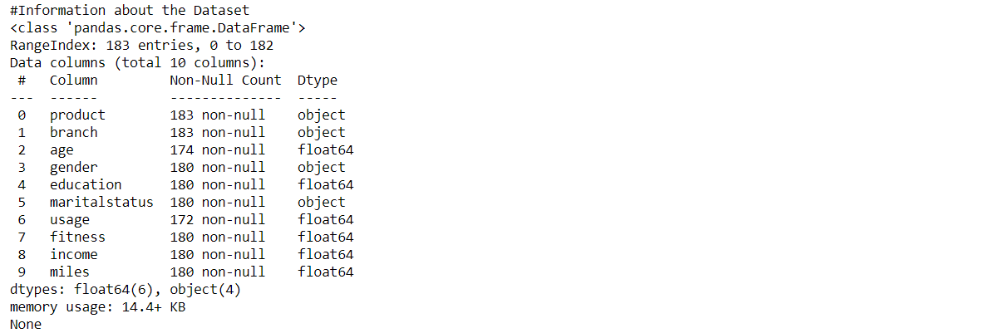 #Information about the Dataset
<class 'pandas.core.frame.DataFrame'>
RangeIndex: 183 entries, 0 to 182
Data columns (total 10 columns):
 #   Column         Non-Null Count  Dtype
---  ------         --------------  -----
 0   product        183 non-null    object
 1   branch         183 non-null    object
 2   age            174 non-null    float64
 3   gender         180 non-null    object
 4   education      180 non-null    float64
 5   maritalstatus  180 non-null    object
 6   usage          172 non-null    float64
 7   fitness        180 non-null    float64
 8   income         180 non-null    float64
 9   miles          180 non-null    float64
dtypes: float64(6), object(4)
memory usage: 14.4+ KB
None